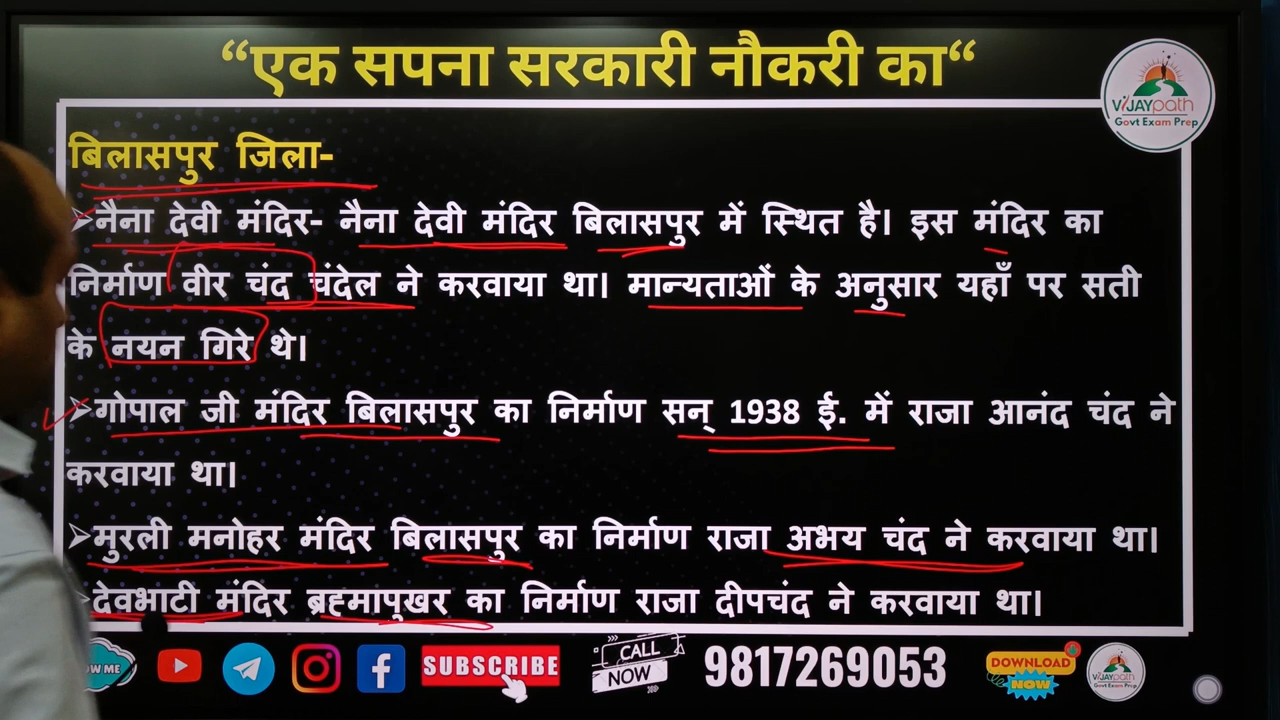 “एक सपना सरकारी नौकरी का“
VIJAYpath
Govt Exam Prep
बिलासपुर जिला-
➢नैना देवी मंदिर- नैना देवी मंदिर बिलासपुर में स्थित है। इस मंदिर का
निर्माण वीर चंद चंदेल ने करवाया था। मान्यताओं के अनुसार यहाँ पर सती
के नयन गिरे थे।
➢गोपाल जी मंदिर बिलासपुर का निर्माण सन् 1938 ई. में राजा आनंद चंद ने
करवाया था।
➢मुरली मनोहर मंदिर बिलासपुर का निर्माण राजा अभय चंद ने करवाया था।
देवभाटी मंदिर ब्रह्मापुखर का निर्माण राजा दीपचंद ने करवाया था।
OW ME
SUBSCRIBE
CALL
NOW
9817269053
DOWNLOAD
NOW
VIJAYpath
Govt Exam Prep